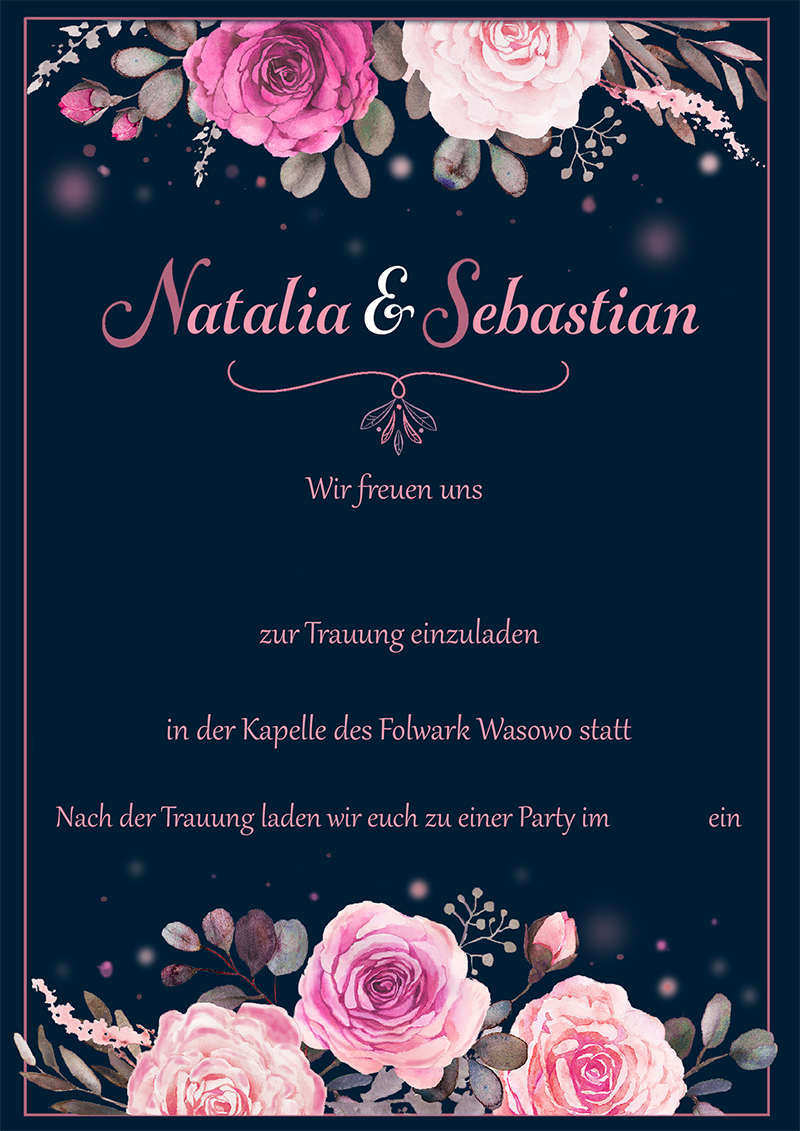 Natalia & Sebastian
Wir freuen uns
zur Trauung einzuladen
in der Kapelle des Folwark Wasowo statt
Nach der Trauung laden wir euch zu einer Party im ein